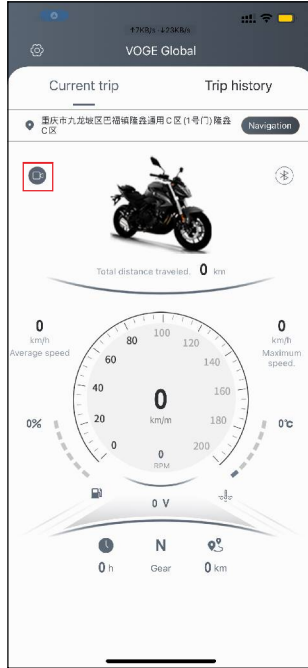 ↑7KB/s ↓23KB/s
VOGE Global
Current trip
Trip history
重庆市九龙坡区巴福镇隆鑫通用C区(1号门)隆鑫
C区
Navigation
Total distance traveled. 0 km
0
km/h
Average speed
0
km/h
Maximum
speed.
0
20
40
60
80
100
120
140
160
180
200
0
km/m
0
RPM
0%
0°c
0 V
0 h
N
Gear
0 km